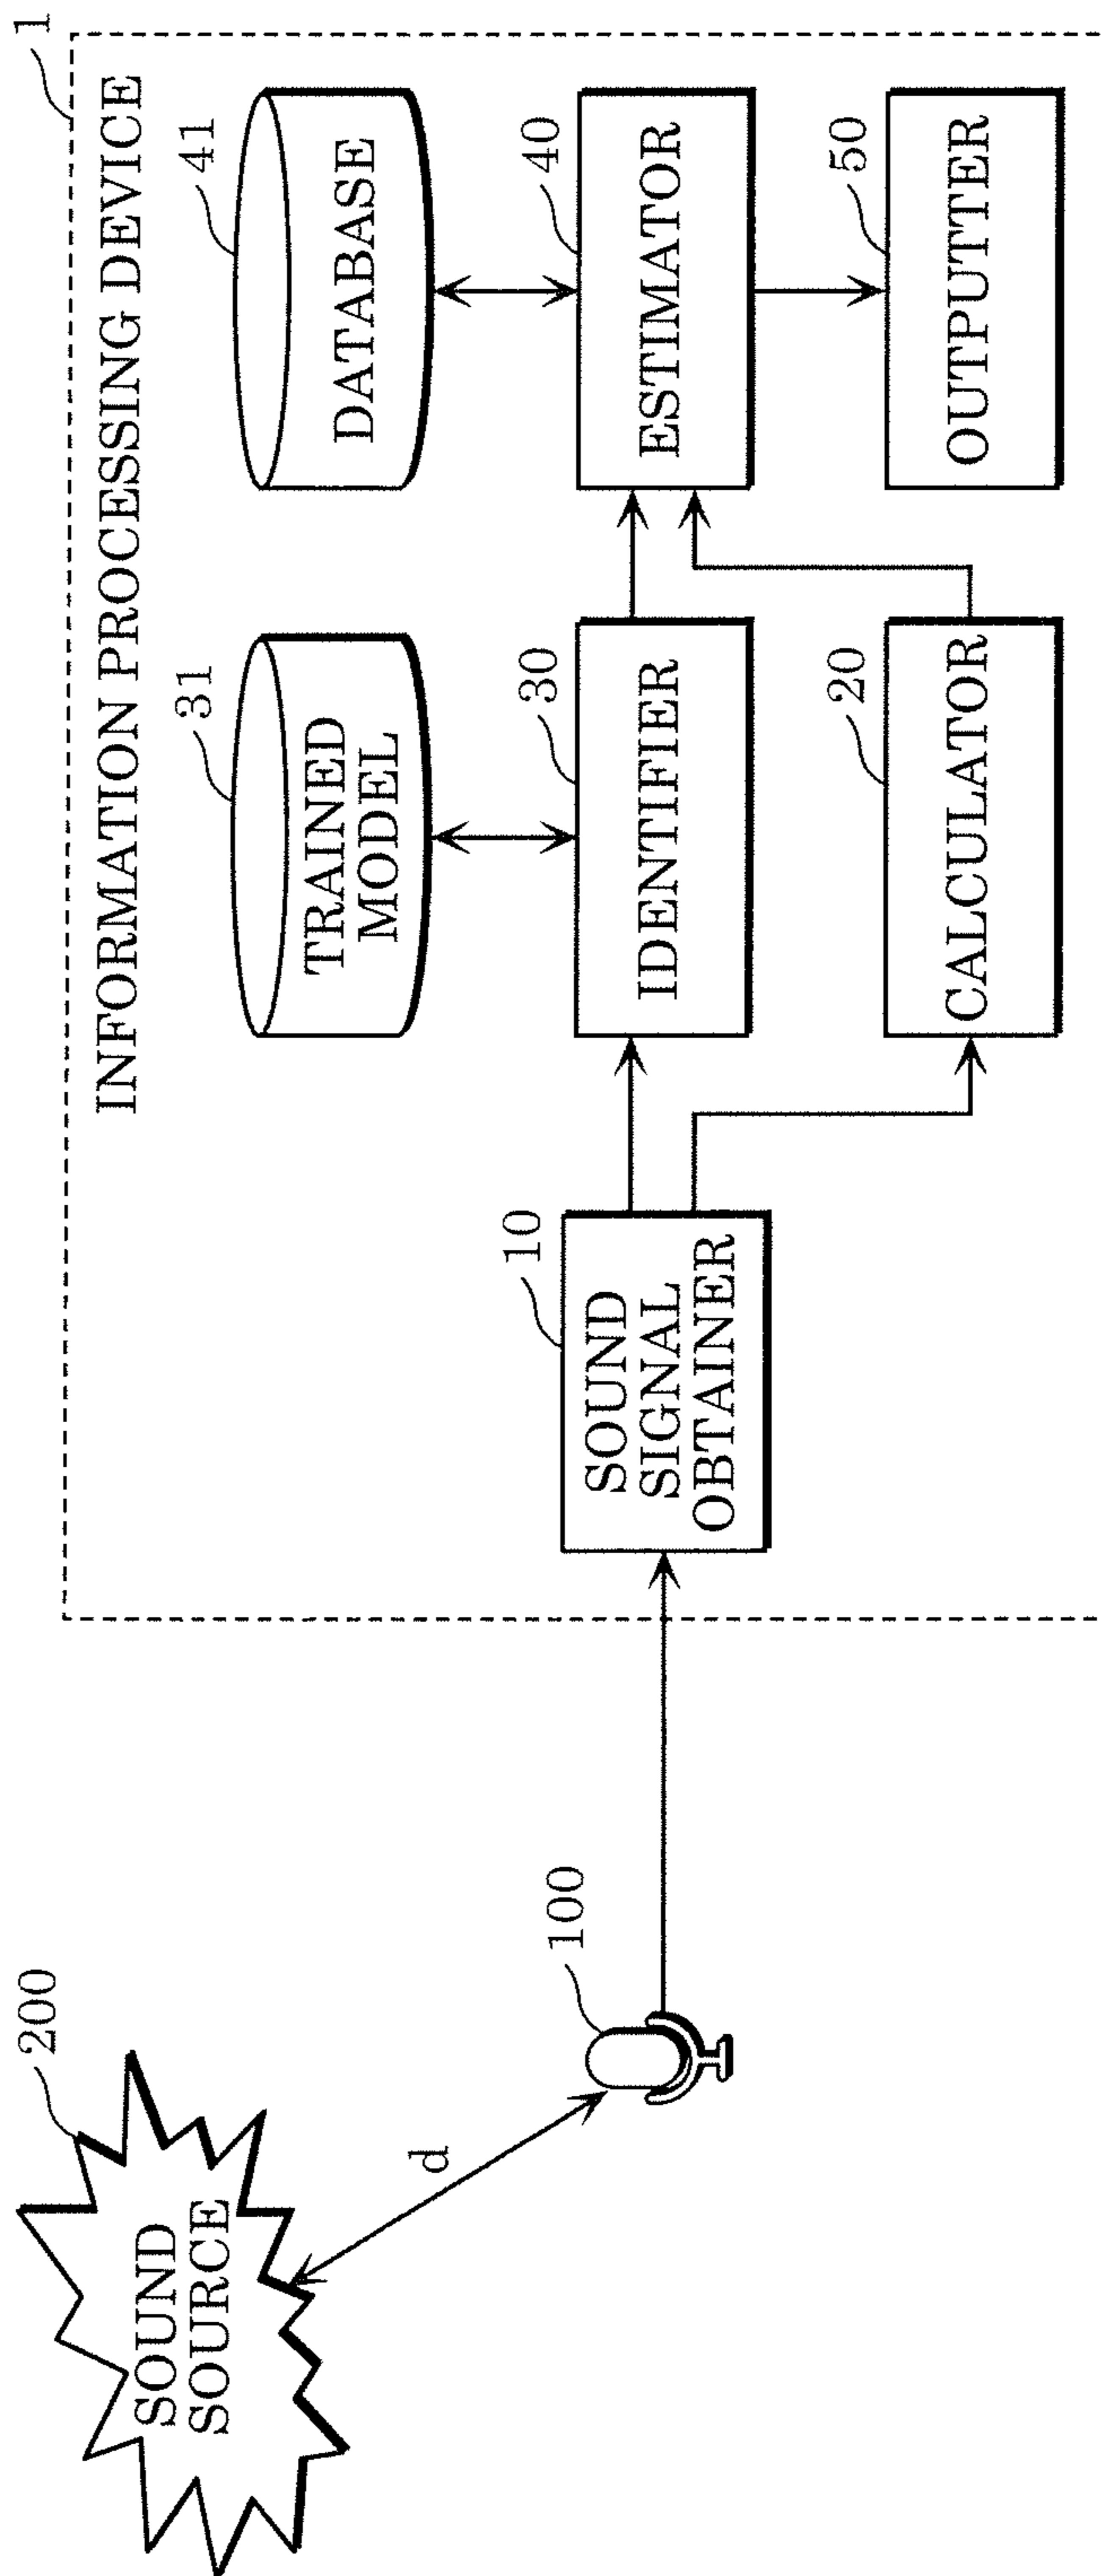 1
INFORMATION PROCESSING DEVICE
200
SOUND
SOURCE
d
100
10
SOUND
SIGNAL
OBTAINER
31
TRAINED
MODEL
41
DATABASE
30
IDENTIFIER
40
ESTIMATOR
20
CALCULATOR
50
OUTPUTTER